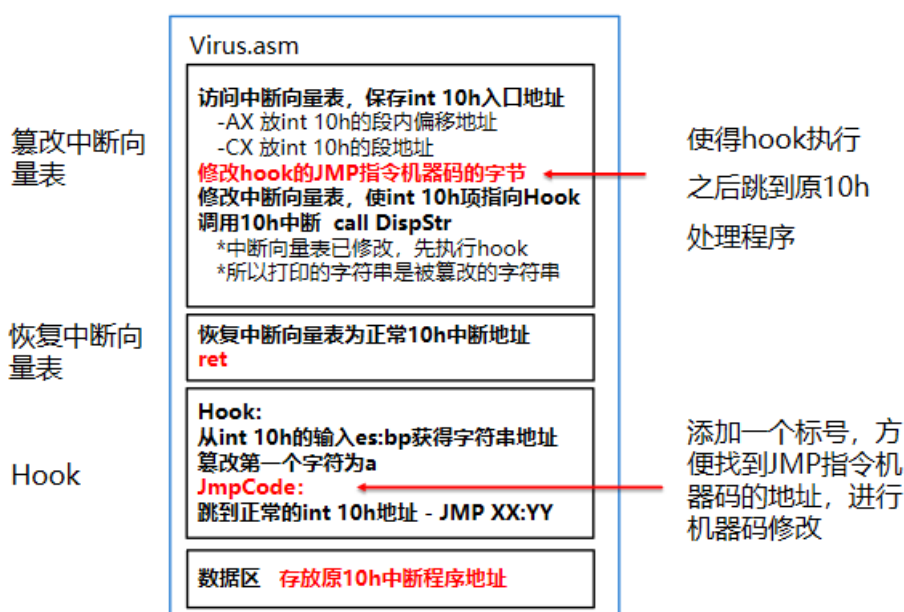 Virus.asm
篡改中断向
量表
访问中断向量表，保存int 10h入口地址
-AX 放int 10h的段内偏移地址
-CX 放int 10h的段地址
修改hook的JMP指令机器码的字节
修改中断向量表，使int 10h项指向Hook
调用10h中断 call DispStr
*中断向量表已修改，先执行hook
*所以打印的字符串是被篡改的字符串
使得hook执行
之后跳到原10h
处理程序
恢复中断向
量表
恢复中断向量表为正常10h中断地址
ret
Hook
Hook:
从int 10h的输入es:bp获得字符串地址
篡改第一个字符为a
JmpCode:
跳到正常的int 10h地址 - JMP XX:YY
添加一个标号，方
便找到JMP指令机
器码的地址，进行
机器码修改
数据区 存放原10h中断程序地址